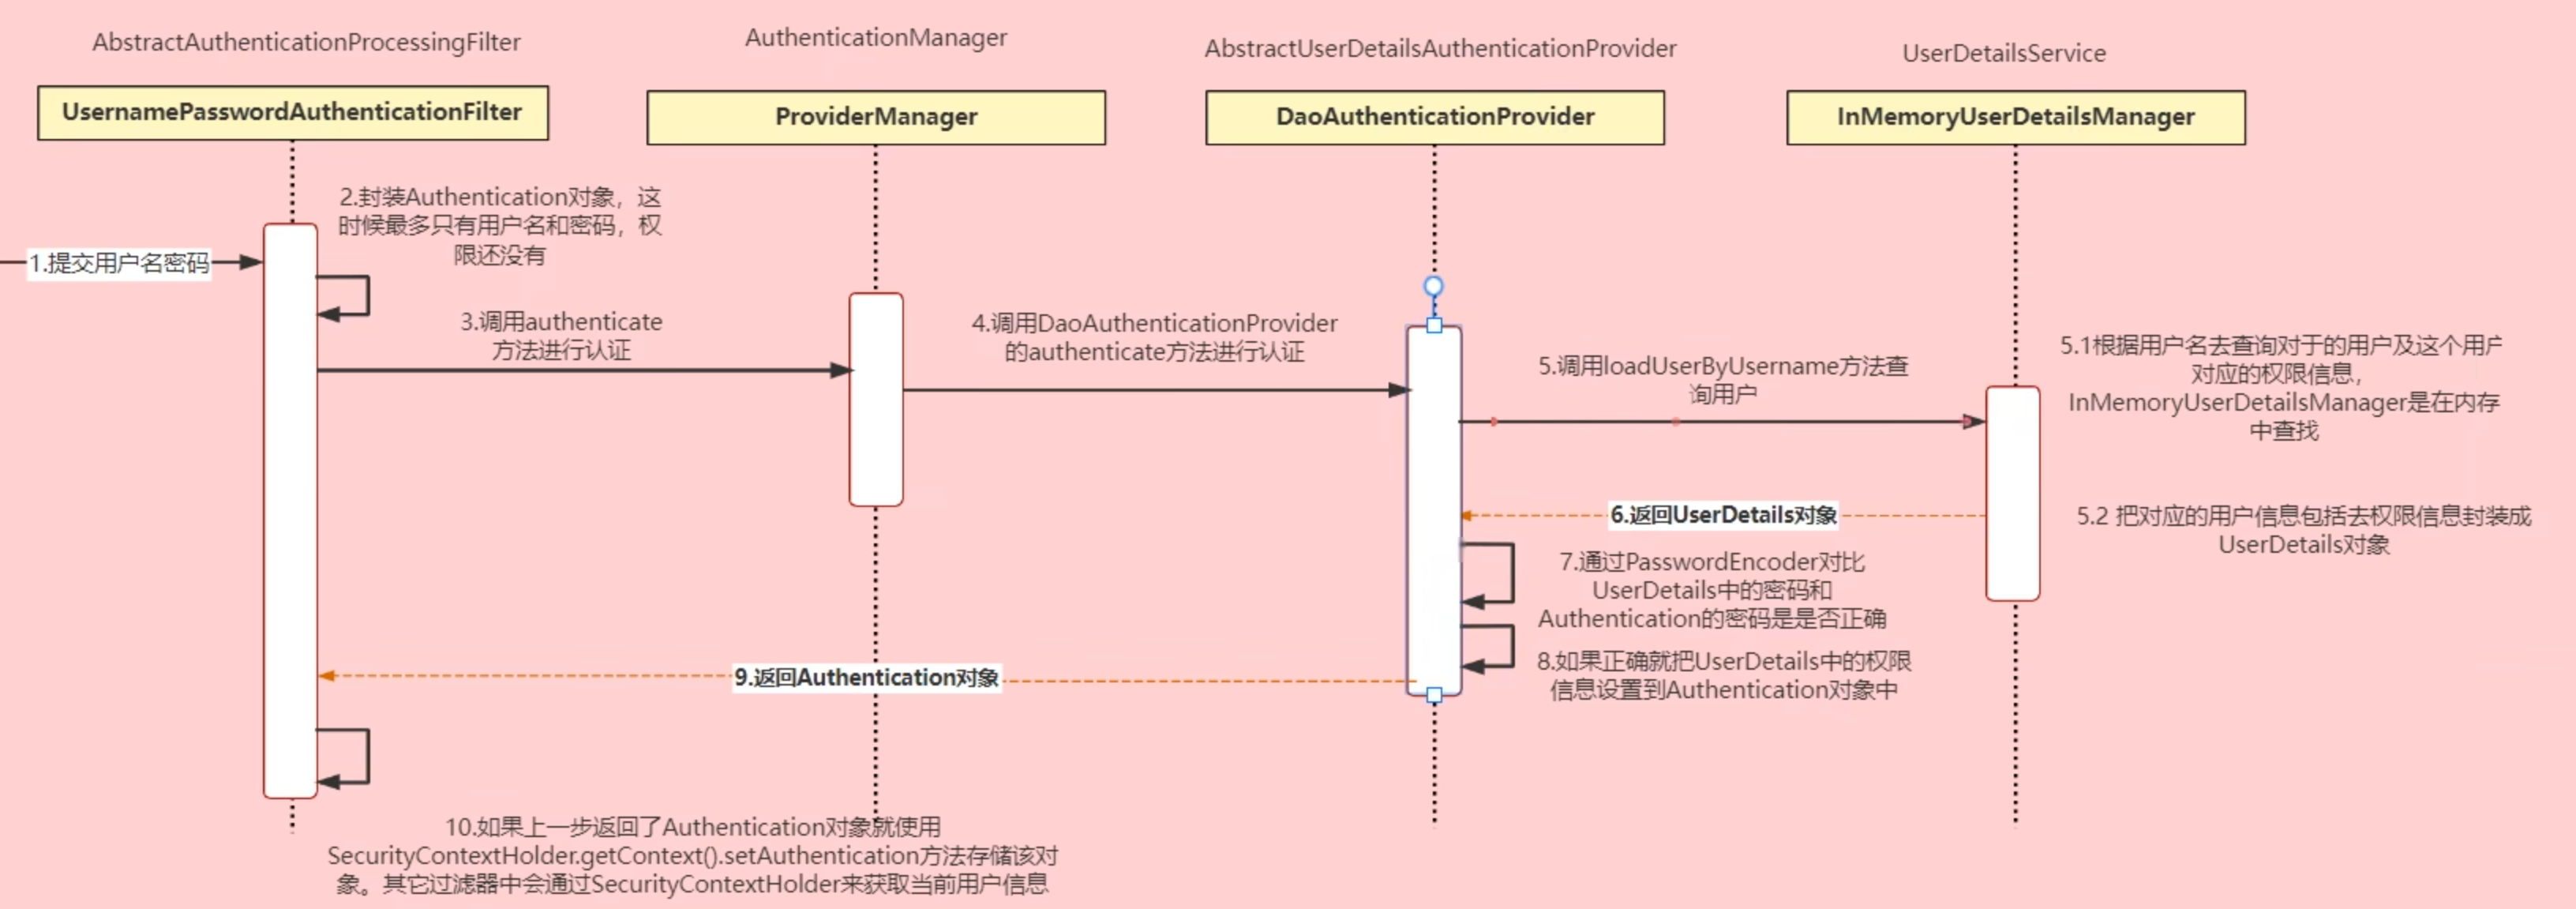 AbstractAuthenticationProcessingFilter
AuthenticationManager
AbstractUserDetailsAuthenticationProvider
UserDetailsService
UsernamePasswordAuthenticationFilter
ProviderManager
DaoAuthenticationProvider
InMemoryUserDetailsManager
1.提交用户名密码
2.封装Authentication对象，这
时候最多只有用户名和密码，权
限还没有
3.调用authenticate
方法进行认证
4.调用DaoAuthenticationProvider
的authenticate方法进行认证
5.调用loadUserByUsername方法查
询用户
5.1根据用户名去查询对于的用户及这个用户
对应的权限信息，
InMemoryUserDetailsManager是在内存
中查找
5.2 把对应的用户信息包括去权限信息封装成
UserDetails对象
6.返回UserDetails对象
7.通过PasswordEncoder对比
UserDetails中的密码和
Authentication的密码是是否正确
8.如果正确就把UserDetails中的权限
信息设置到Authentication对象中
9.返回Authentication对象
10.如果上一步返回了Authentication对象就使用
SecurityContextHolder.getContext().setAuthentication方法存储该对
象。其它过滤器中会通过SecurityContextHolder来获取当前用户信息